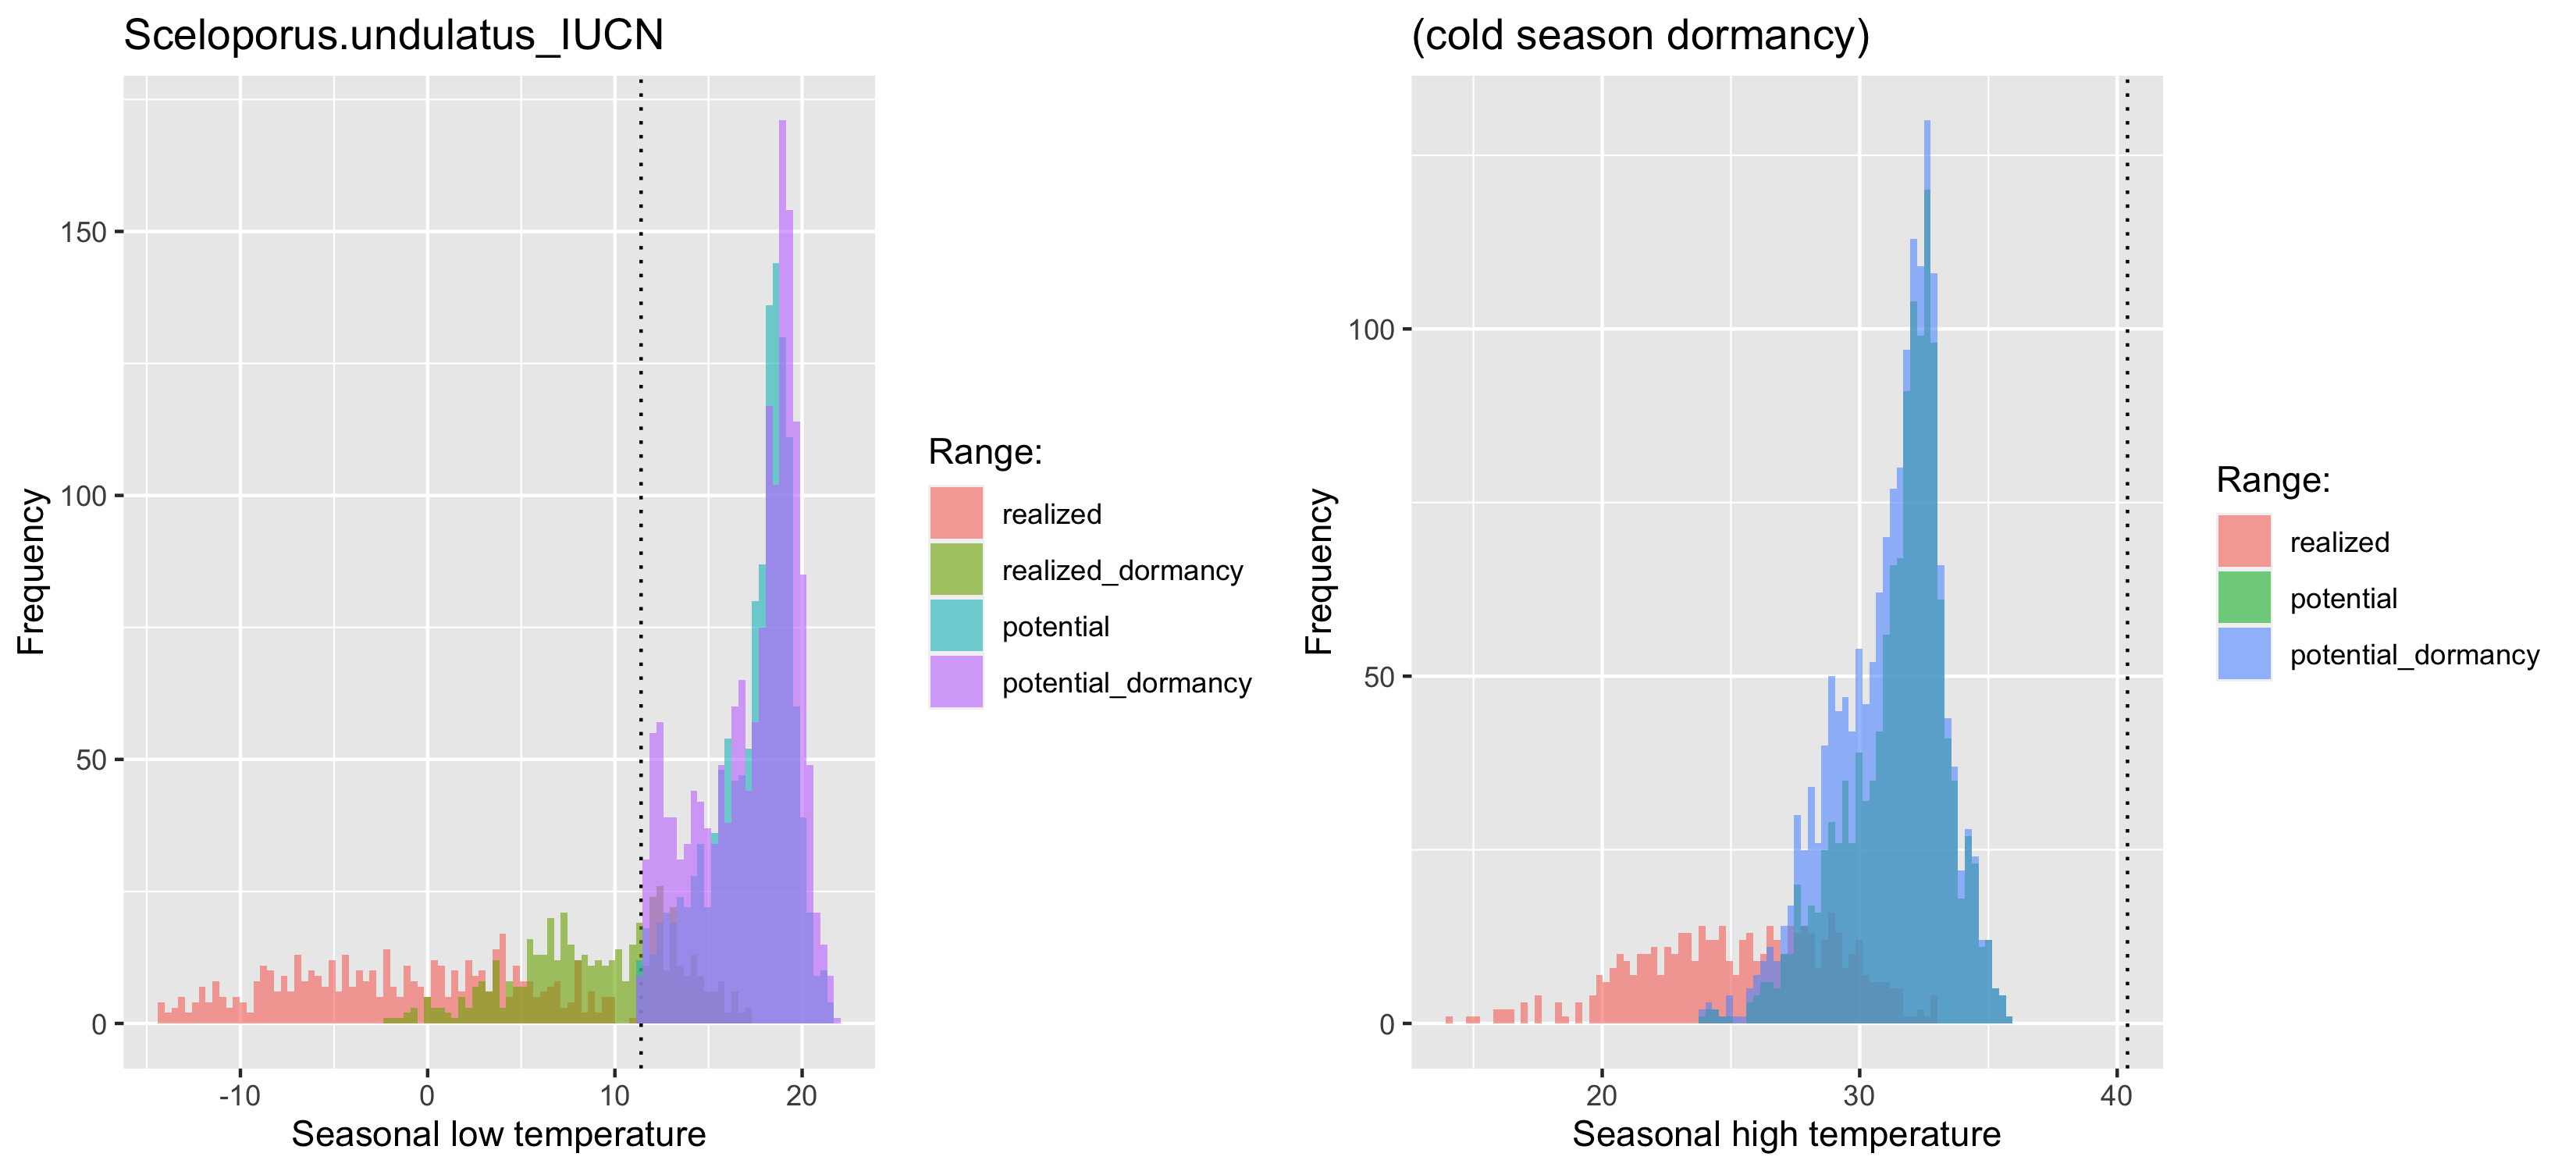 Sceloporus.undulatus_IUCN
Frequency
150
100
50
0
-10
0
10
20
Seasonal low temperature
Range:
realized
realized_dormancy
potential
potential_dormancy
(cold season dormancy)
Frequency
100
50
0
20
30
40
Seasonal high temperature
Range:
realized
potential
potential_dormancy